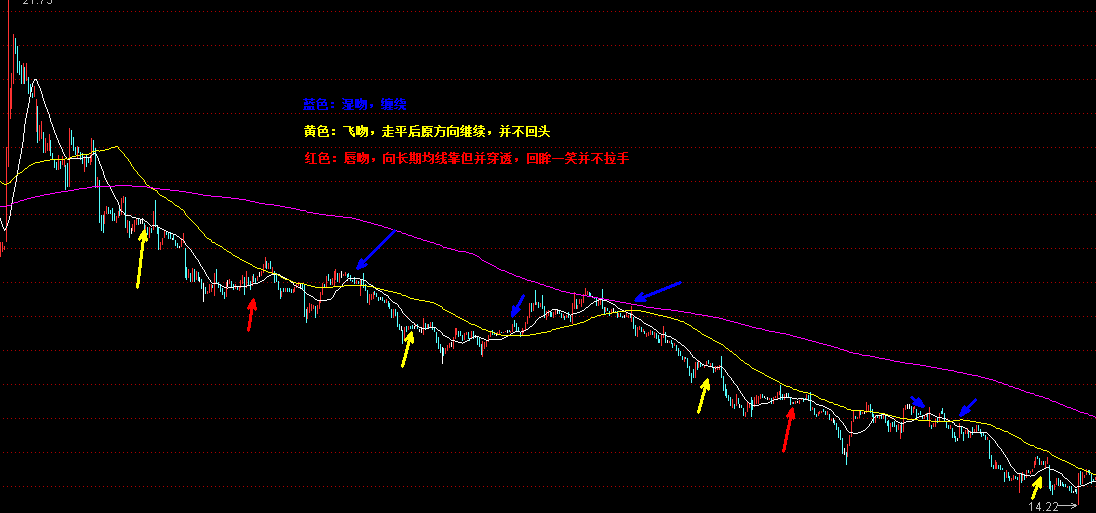 21.75
蓝色：湿吻，缠绕
黄色：飞吻，走平后原方向继续，并不回头
红色：唇吻，向长期均线靠但并穿透，回眸一笑并不拉手
14.22